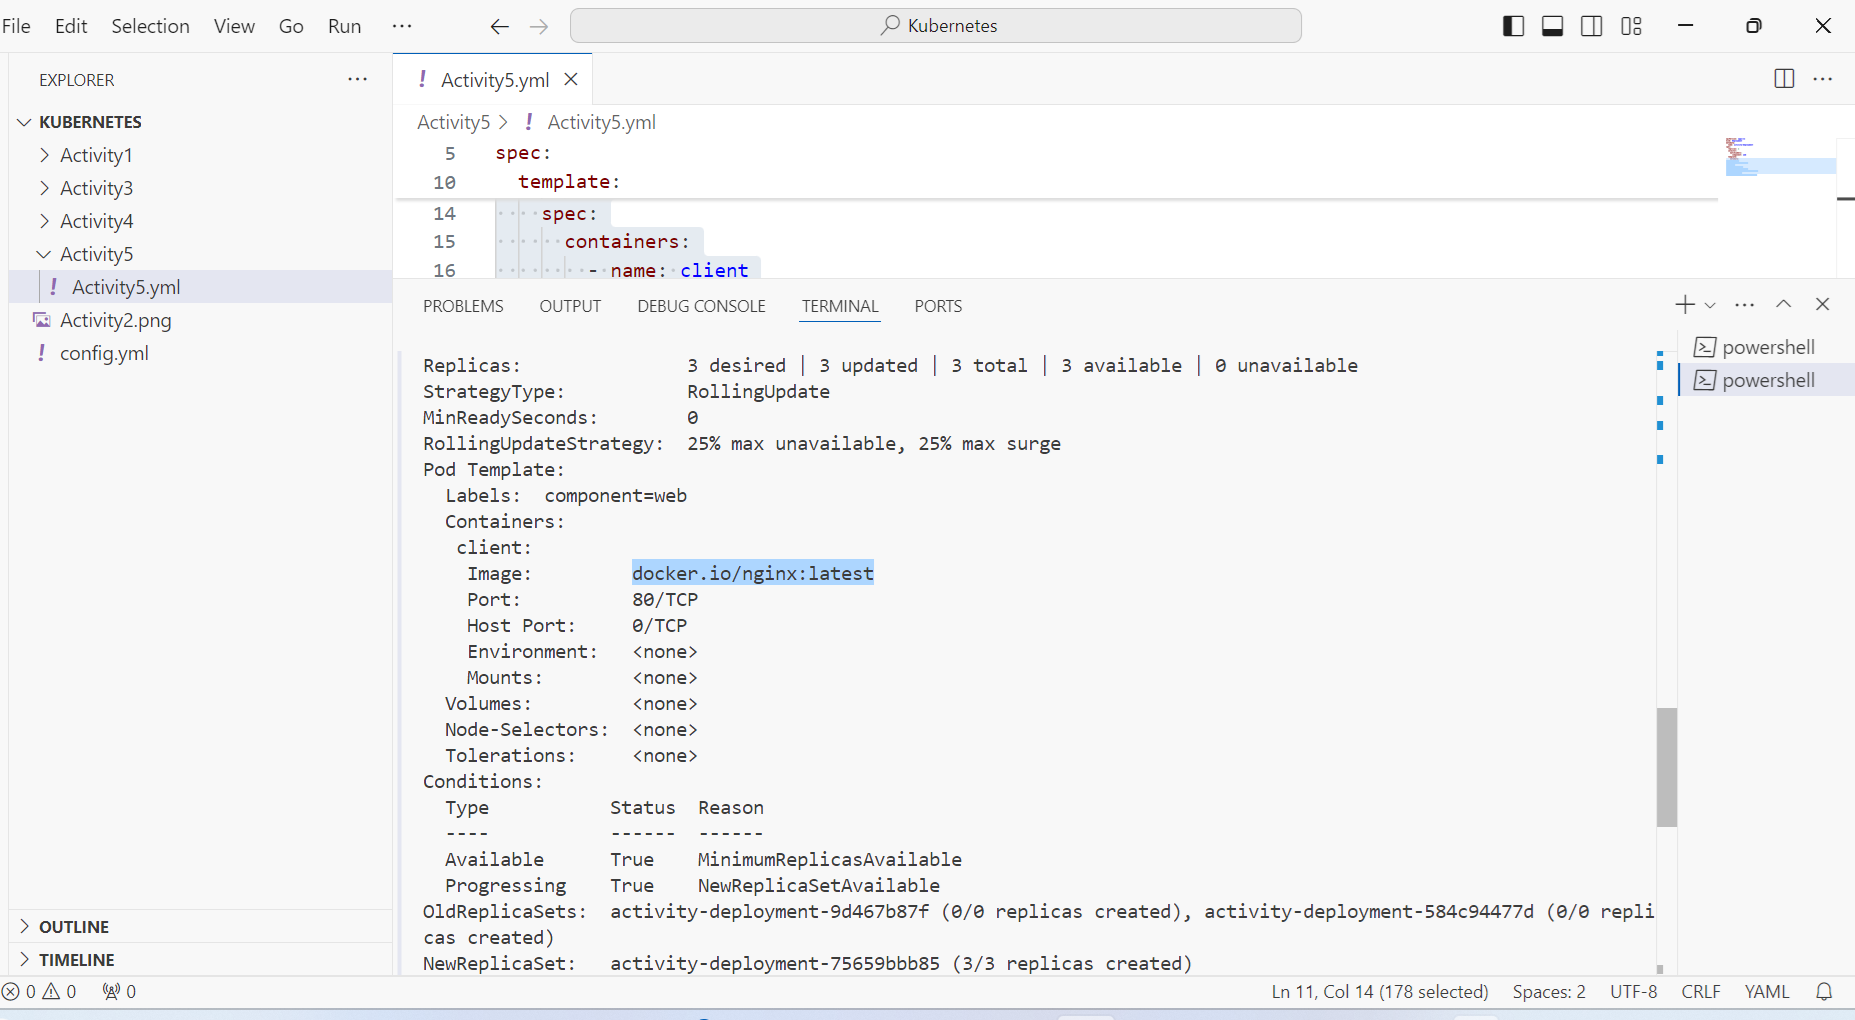 File Edit Selection View Go Run ···
Kubernetes
EXPLORER ···
KUBERNETES
Activity1
Activity3
Activity4
Activity5
! Activity5.yml
Activity2.png
! config.yml
OUTLINE
TIMELINE
! Activity5.yml
Activity5 > ! Activity5.yml
5 spec:
10 template:
14 spec:
15 containers:
16 - name: client
PROBLEMS OUTPUT DEBUG CONSOLE TERMINAL PORTS
powershell
powershell
Replicas: 3 desired | 3 updated | 3 total | 3 available | 0 unavailable
StrategyType: RollingUpdate
MinReadySeconds: 0
RollingUpdateStrategy: 25% max unavailable, 25% max surge
Pod Template:
Labels: component=web
Containers:
client:
Image: docker.io/nginx:latest
Port: 80/TCP
Host Port: 0/TCP
Environment: <none>
Mounts: <none>
Volumes: <none>
Node-Selectors: <none>
Tolerations: <none>
Conditions:
Type Status Reason
---- ------ ------
Available True MinimumReplicasAvailable
Progressing True NewReplicaSetAvailable
OldReplicaSets: activity-deployment-9d467b87f (0/0 replicas created), activity-deployment-584c94477d (0/0 repli
cas created)
NewReplicaSet: activity-deployment-75659bbb85 (3/3 replicas created)
0 0 0 Ln 11, Col 14 (178 selected) Spaces: 2 UTF-8 CRLF YAML